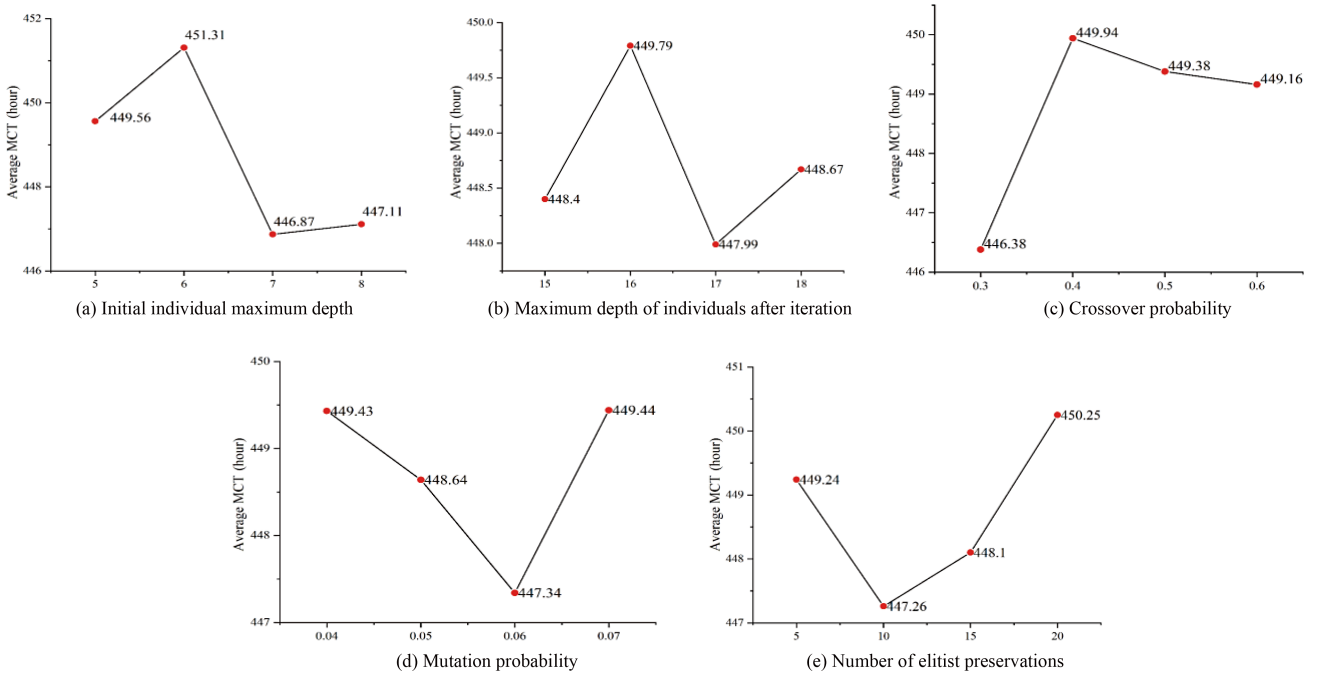 452
450
448
446
Average MCT (hour)
449.56
451.31
446.87
447.11
5 6 7 8
(a) Initial individual maximum depth
450.0
449.5
449.0
448.5
448.0
Average MCT (hour)
448.4
449.79
447.99
448.67
15 16 17 18
(b) Maximum depth of individuals after iteration
450
449
448
447
446
Average MCT (hour)
446.38
449.94
449.38
449.16
0.3 0.4 0.5 0.6
(c) Crossover probability
450
449
448
447
Average MCT (hour)
449.43
448.64
447.34
449.44
0.04 0.05 0.06 0.07
(d) Mutation probability
451
450
449
448
447
Average MCT (hour)
449.24
447.26
448.1
450.25
5 10 15 20
(e) Number of elitist preservations